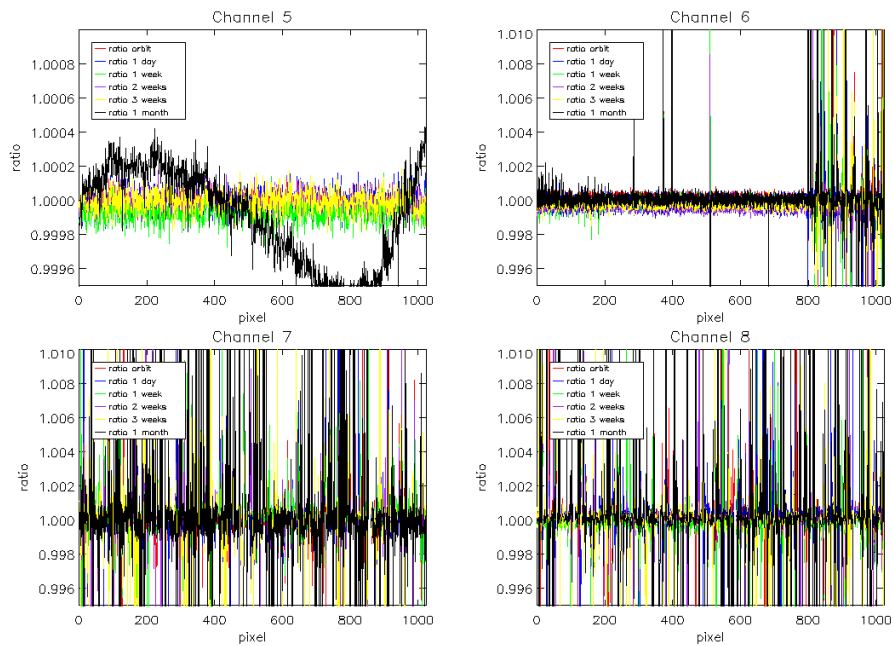 Channel 5
1.0008
1.0006
1.0004
1.0002
1.0000
0.9998
0.9996
ratio
ratio orbit
ratio 1 day
ratio 1 week
ratio 2 weeks
ratio 3 weeks
ratio 1 month
0
200
400
600
800
1000
pixel
Channel 6
1.010
1.008
1.006
1.004
1.002
1.000
0.998
0.996
ratio
ratio orbit
ratio 1 day
ratio 1 week
ratio 2 weeks
ratio 3 weeks
ratio 1 month
0
200
400
600
800
1000
pixel
Channel 7
1.010
1.008
1.006
1.004
1.002
1.000
0.998
0.996
ratio
ratio orbit
ratio 1 day
ratio 1 week
ratio 2 weeks
ratio 3 weeks
ratio 1 month
0
200
400
600
800
1000
pixel
Channel 8
1.010
1.008
1.006
1.004
1.002
1.000
0.998
0.996
ratio
ratio orbit
ratio 1 day
ratio 1 week
ratio 2 weeks
ratio 3 weeks
ratio 1 month
0
200
400
600
800
1000
pixel